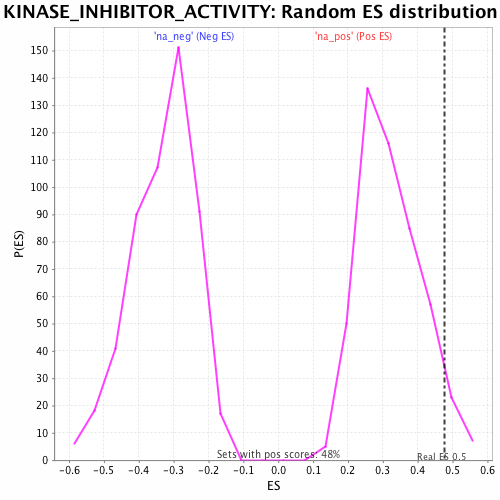 KINASE_INHIBITOR_ACTIVITY: Random ES distribution
'na_neg' (Neg ES) 'na_pos' (Pos ES)
150
140
130
120
110
100
90
80
70
60
50
40
30
20
10
0
P(ES)
Sets with pos scores: 48%
Real ES 0.5
-0.6 -0.5 -0.4 -0.3 -0.2 -0.1 0.0 0.1 0.2 0.3 0.4 0.5 0.6
ES